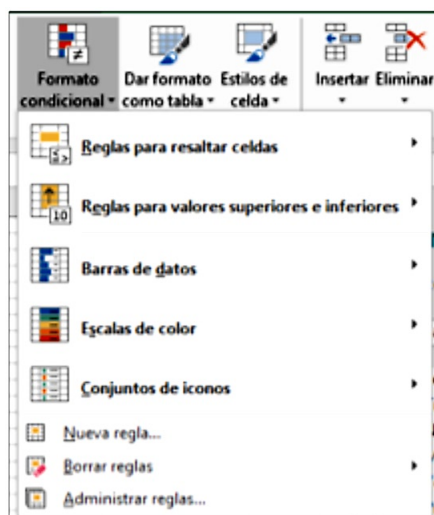 Formato Dar formato Estilos de Insertar Eliminar
condicional como tabla celda
Reglas para resaltar celdas
Reglas para valores superiores e inferiores
10
Barras de datos
Escalas de color
Conjuntos de iconos
Nueva regla...
Borrar reglas
Administrar reglas...